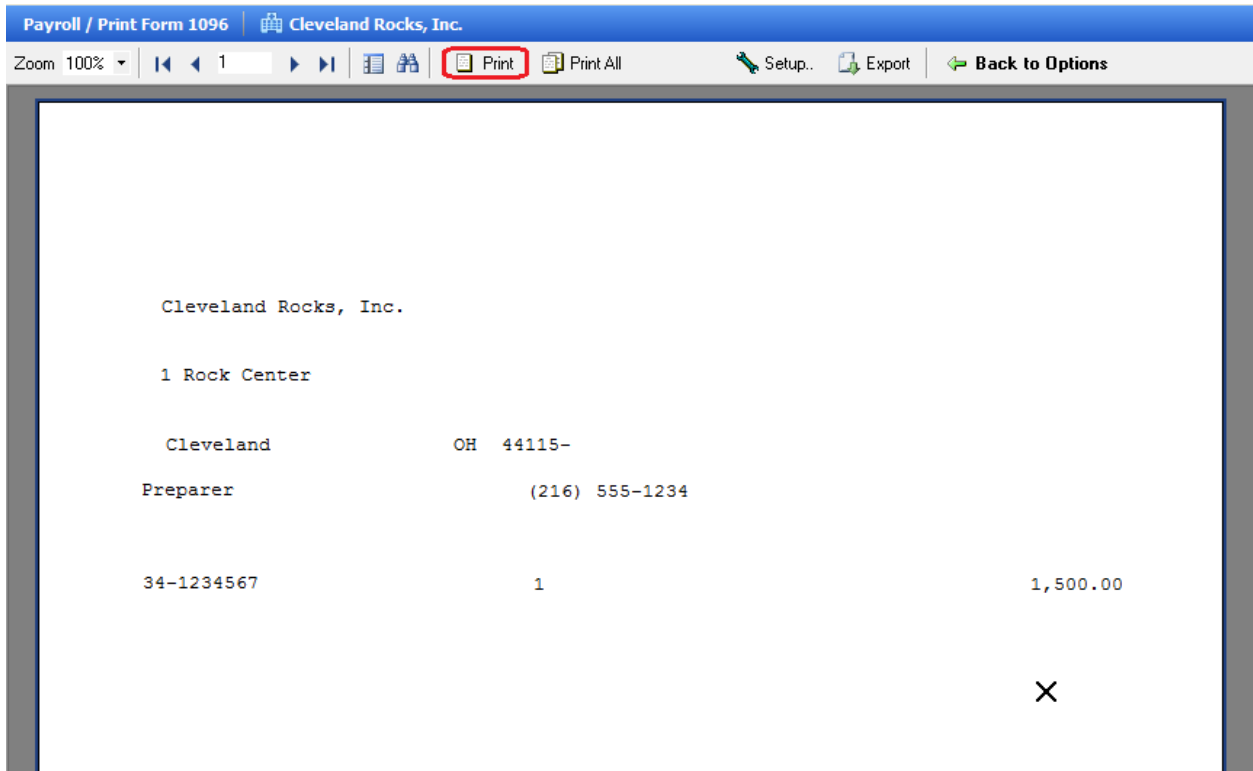 Payroll / Print Form 1096 Cleveland Rocks, Inc.
Zoom 100% 1 Print Print All Setup.. Export Back to Options
Cleveland Rocks, Inc.
1 Rock Center
Cleveland OH 44115-
Preparer (216) 555-1234
34-1234567 1 1,500.00
X